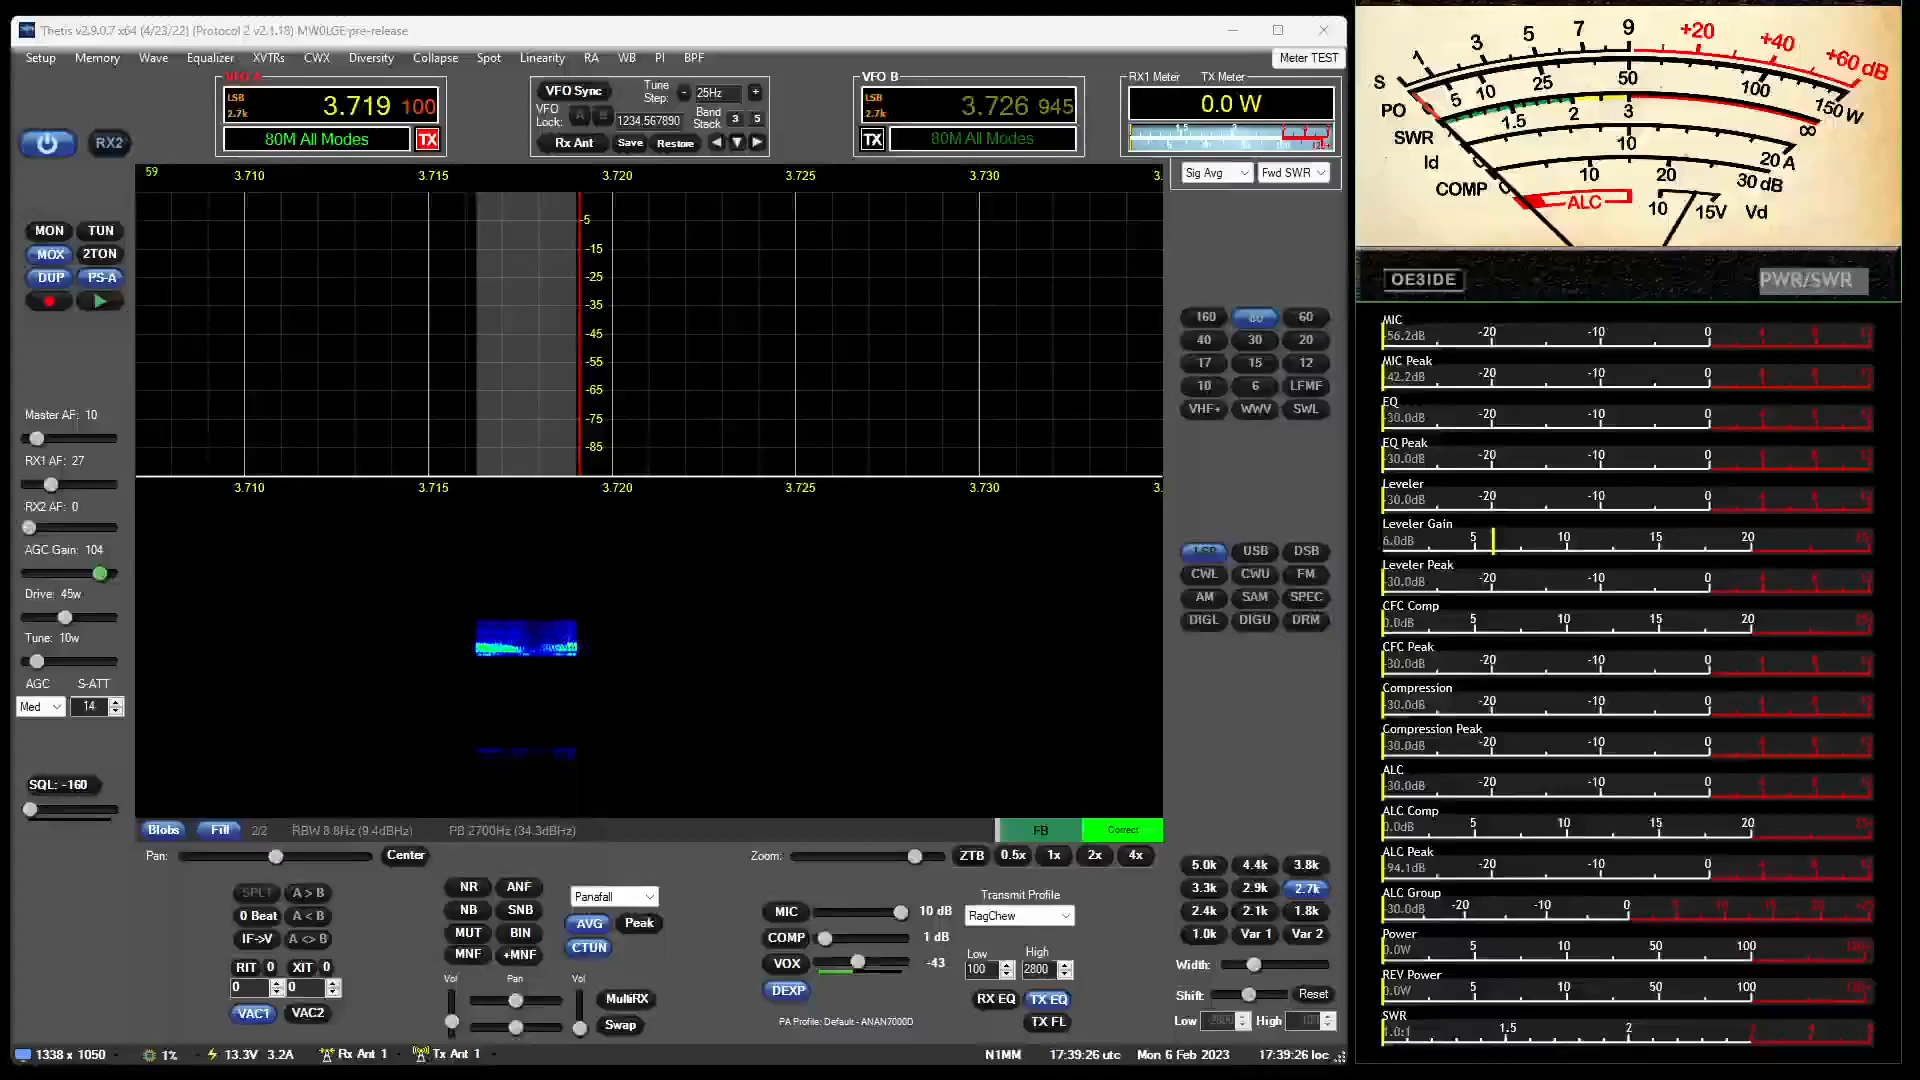 Thetis v2.9.0.7 x64 (4/23/22) (Protocol 2 v2.1.18) MW0LGE pre-release
Setup Memory Wave Equalizer XVTRs CWX Diversity Collapse Spot Linearity RA WB PI BPF Meter TEST
VFO A
LSB
2.7k
3.719 100
80M All Modes TX
VFO Sync
Tune Step: - 25Hz +
VFO Lock: A B 1234.567890
Band Stack 3 5
Rx Ant Save Restore
VFO B
LSB
2.7k
3.726 945
TX 80M All Modes
RX1 Meter TX Meter
0.0 W
Sig Avg Fwd SWR
RX2
59 3.710 3.715 3.720 3.725 3.730 3.
-5
-15
-25
-35
-45
-55
-65
-75
-85
3.710 3.715 3.720 3.725 3.730 3.
MON TUN
MOX 2TON
DUP PS-A
Master AF: 10
RX1 AF: 27
RX2 AF: 0
AGC Gain: 104
Drive: 45w
Tune: 10w
AGC S-ATT
Med 14
SQL: -160
160 80 60
40 30 20
17 15 12
10 6 LFMF
VHF+ WWV SWL
LSB USB DSB
CWL CWU FM
AM SAM SPEC
DIGL DIGU DRM
Blobs Fill 2/2 RBW 8.8Hz (9.4dBHz) PB 2700Hz (34.3dBHz) FB Correct
Pan: Center Zoom: ZTB 0.5x 1x 2x 4x
SPLT A > B
0 Beat A < B
IF->V A <> B
RIT 0 XIT 0
0 0
VAC1 VAC2
NR ANF
NB SNB
MUT BIN
MNF +MNF
Panafall
AVG Peak
CTUN
Vol Pan Vol
MultiRX
Swap
MIC 10 dB
COMP 1 dB
VOX -43
DEXP
Transmit Profile
RagChew
Low High
100 2800
RX EQ TX EQ
TX FL
PA Profile: Default - ANAN7000D
5.0k 4.4k 3.8k
3.3k 2.9k 2.7k
2.4k 2.1k 1.8k
1.0k Var 1 Var 2
Width:
Shift: Reset
Low High
1338 x 1050 1% 13.3V 3.2A Rx Ant 1 Tx Ant 1 N1MM 17:39:26 utc Mon 6 Feb 2023 17:39:26 loc
S 1 3 5 7 9 +20 +40 +60 dB
PO 0 5 10 25 50 100 150 W
SWR 1.5 2 3 ∞
Id 0 10 20 A
COMP 0 10 20 30 dB
ALC 10 15V Vd
OE3IDE PWR/SWR
MIC
-56.2dB -20 -10 0
MIC Peak
-42.2dB -20 -10 0
EQ
-30.0dB -20 -10 0
EQ Peak
-30.0dB -20 -10 0
Leveler
-30.0dB -20 -10 0
Leveler Gain
6.0dB 5 10 15 20
Leveler Peak
-30.0dB -20 -10 0
CFC Comp
0.0dB 5 10 15 20
CFC Peak
-30.0dB -20 -10 0
Compression
-30.0dB -20 -10 0
Compression Peak
-30.0dB -20 -10 0
ALC
-30.0dB -20 -10 0
ALC Comp
0.0dB 5 10 15 20
ALC Peak
-94.1dB -20 -10 0
ALC Group
-30.0dB -20 -10 0 5 10 15 20
Power
0.0W 5 10 50 100
REV Power
0.0W 5 10 50 100
SWR
1.0:1 1.5 2